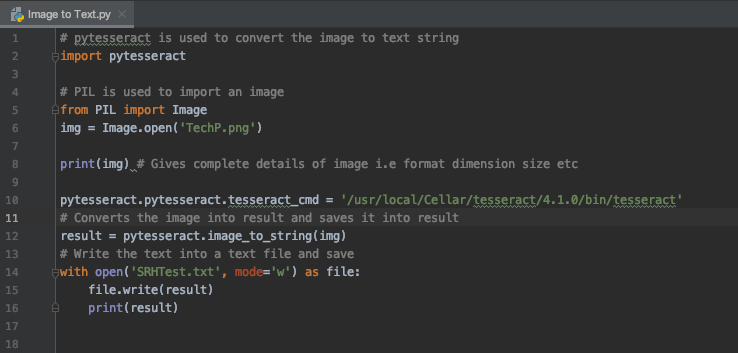 Image to Text.py
1 # pytesseract is used to convert the image to text string
2 import pytesseract
3
4 # PIL is used to import an image
5 from PIL import Image
6 img = Image.open('TechP.png')
7
8 print(img) # Gives complete details of image i.e format dimension size etc
9
10 pytesseract.pytesseract.tesseract_cmd = '/usr/local/Cellar/tesseract/4.1.0/bin/tesseract'
11 # Converts the image into result and saves it into result
12 result = pytesseract.image_to_string(img)
13 # Write the text into a text file and save
14 with open('SRHTest.txt', mode='w') as file:
15     file.write(result)
16     print(result)
17
18